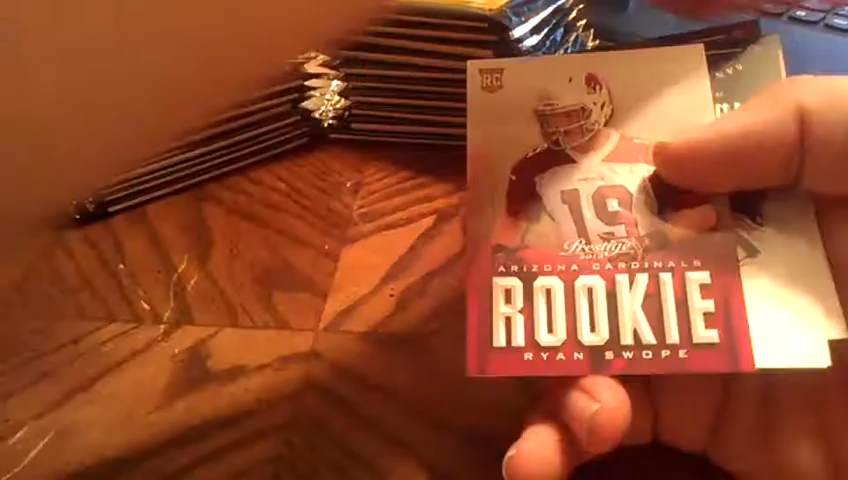 RC
19
Prestige
2013
ARIZONA CARDINALS
ROOKIE
RYAN SWOPE